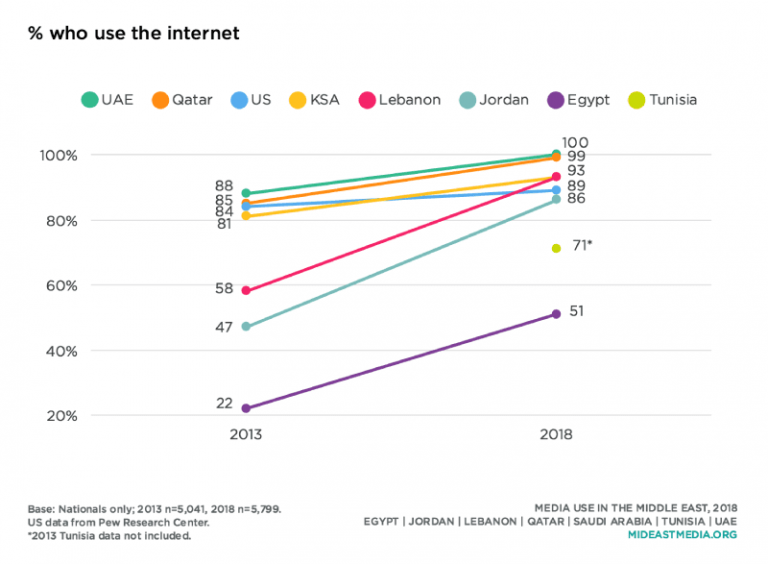 % who use the internet
UAE Qatar US KSA Lebanon Jordan Egypt Tunisia
100
100%
99
93
88
89
85
86
84
80%
81
71*
60%
58
51
47
40%
22
20%
2013 2018
Base: Nationals only; 2013 n=5,041, 2018 n=5,799.
US data from Pew Research Center.
*2013 Tunisia data not included.
MEDIA USE IN THE MIDDLE EAST, 2018
EGYPT | JORDAN | LEBANON | QATAR | SAUDI ARABIA | TUNISIA | UAE
MIDEASTMEDIA.ORG